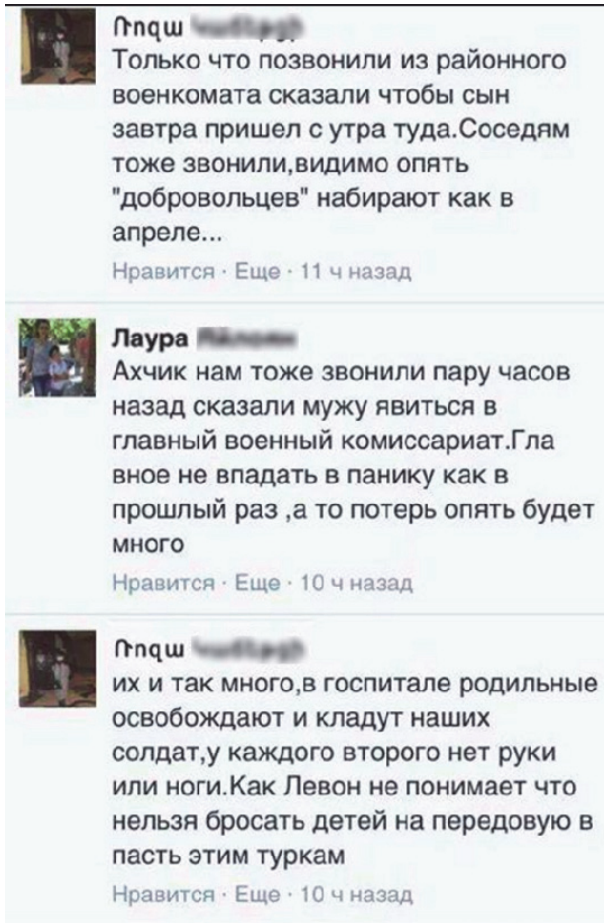 Ռոզա
Только что позвонили из районного
военкомата сказали чтобы сын
завтра пришел с утра туда.Соседям
тоже звонили,видимо опять
"добровольцев" набирают как в
апреле...
Нравится · Еще · 11 ч назад
Лаура
Ахчик нам тоже звонили пару часов
назад сказали мужу явиться в
главный военный комиссариат.Гла
вное не впадать в панику как в
прошлый раз ,а то потерь опять будет
много
Нравится · Еще · 10 ч назад
Ռոզա
их и так много,в госпитале родильные
освобождают и кладут наших
солдат,у каждого второго нет руки
или ноги.Как Левон не понимает что
нельзя бросать детей на передовую в
пасть этим туркам
Нравится · Еще · 10 ч назад